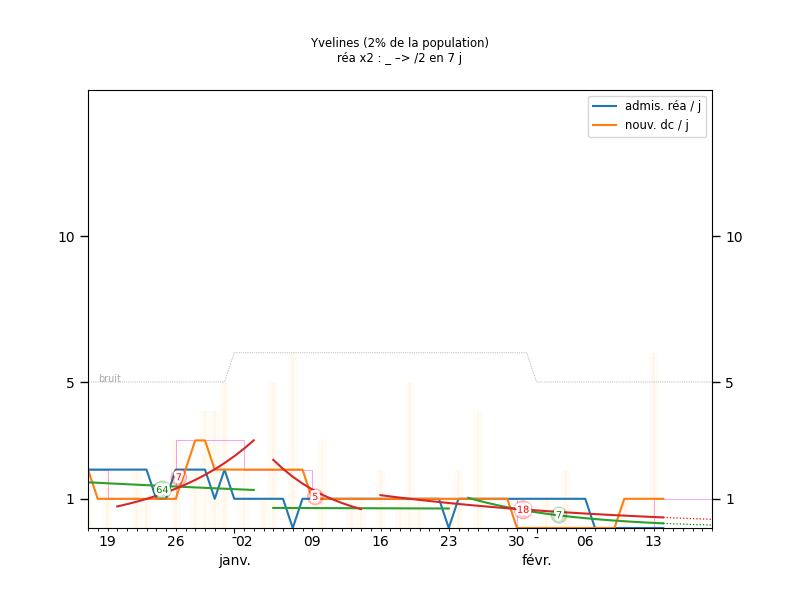 Yvelines (2% de la population)
réa x2 : _ –> /2 en 7 j
admis. réa / j
nouv. dc / j
10
10
bruit
5
5
64
7
5
18
7
1
1
19
26
02
09
16
23
30
06
13
janv.
févr.